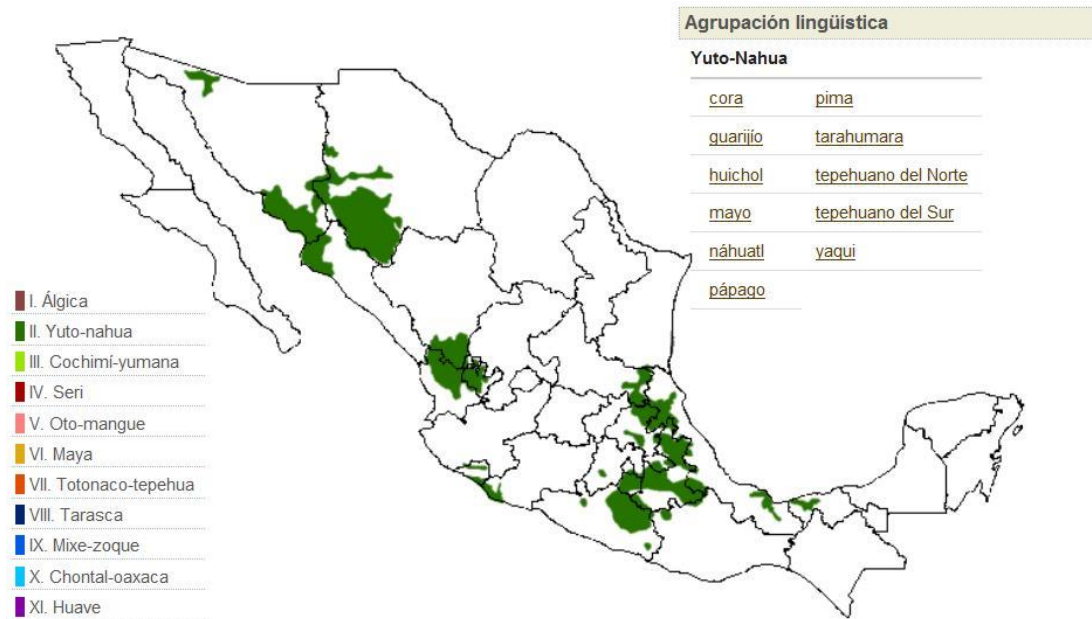 Agrupación lingüística
Yuto-Nahua
cora pima
guarijío tarahumara
huichol tepehuano del Norte
mayo tepehuano del Sur
náhuatl yaqui
pápago
I. Álgica
II. Yuto-nahua
III. Cochimí-yumana
IV. Seri
V. Oto-mangue
VI. Maya
VII. Totonaco-tepehua
VIII. Tarasca
IX. Mixe-zoque
X. Chontal-oaxaca
XI. Huave